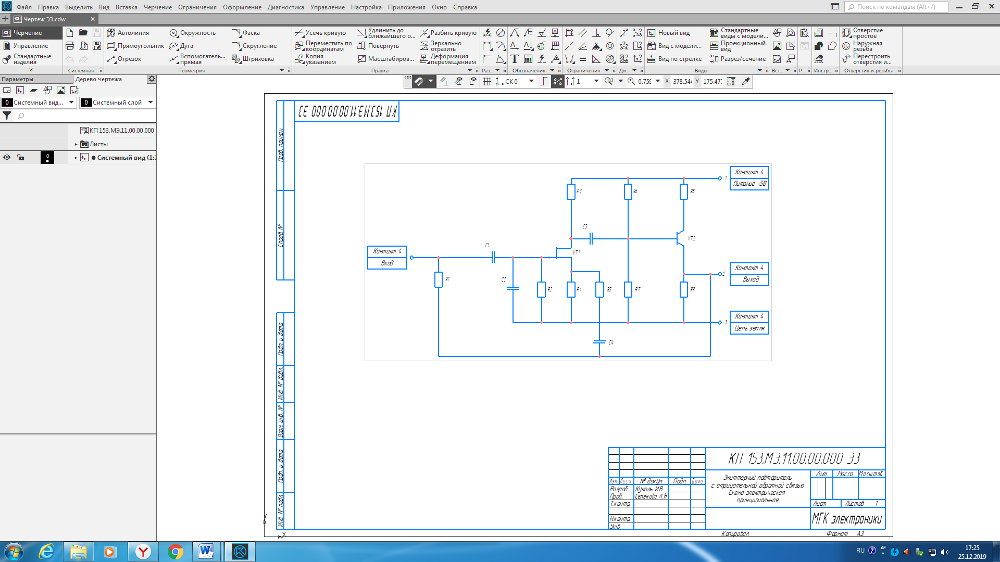 Файл Правка Выделить Вид Вставка Черчение Ограничения Оформление Диагностика Управление Настройка Приложения Окно Справка
Поиск по командам (Alt+/)
Чертеж ЭЗ.cdw
Черчение
Управление
Стандартные изделия
Системная
Автолиния
Прямоугольник
Отрезок
Окружность
Дуга
Вспомогатель... прямая
Фаска
Скругление
Штриховка
Геометрия
Усечь кривую
Переместить по координатам
Копия указанием
Удлинить до ближайшего о...
Повернуть
Масштабиров...
Разбить кривую
Зеркально отразить
Деформация перемещением
Правка
Раз...
Обозначения
Ограничения
Ди...
Новый вид
Вид с модели...
Вид по стрелке
Стандартные виды с модели...
Проекционный вид
Разрез/сечение
Виды
Вст...
Р...
Инстр...
Отверстие простое
Наружная резьба
Перестроить отверстия и...
Отверстия и резьбы
Параметры
Дерево чертежа
СК 0
1
0.759
X 378.544
Y 175.477
0 Системный вид...
0 Системный слой
КП 153.МЭ.11.00.00.000
Листы
0
Системный вид (1:1
КП 153.МЭ.11.00.00.000 ЭЗ
Перв. примен.
Справ. №
Подп. и дата
Инв. № дубл.
Взам. инв. №
Подп. и дата
Инв. № подл.
Контакт 4
Питание -5В
1
R3
R6
R8
C3
VT2
C1
VT1
Контакт 4
Вход
R1
C2
R2
R4
R5
R7
R9
2
Контакт 4
Выход
3
Контакт 4
Цепь земля
C4
КП 153.МЭ.11.00.00.000 ЭЗ
Изм. Лист № докум. Подп. Дата
Разраб. Куколь И.В.
Пров. Семенова Л.Н
Т.контр.
Н.контр.
Утв.
Эмиттерный повторитель
с отрицательной обратной связью
Схема электрическая
принципиальная
Лит. Масса Масштаб
Лист Листов 1
МГК электроники
Копировал Формат А3
Y
X
RU
17:25
25.12.2019